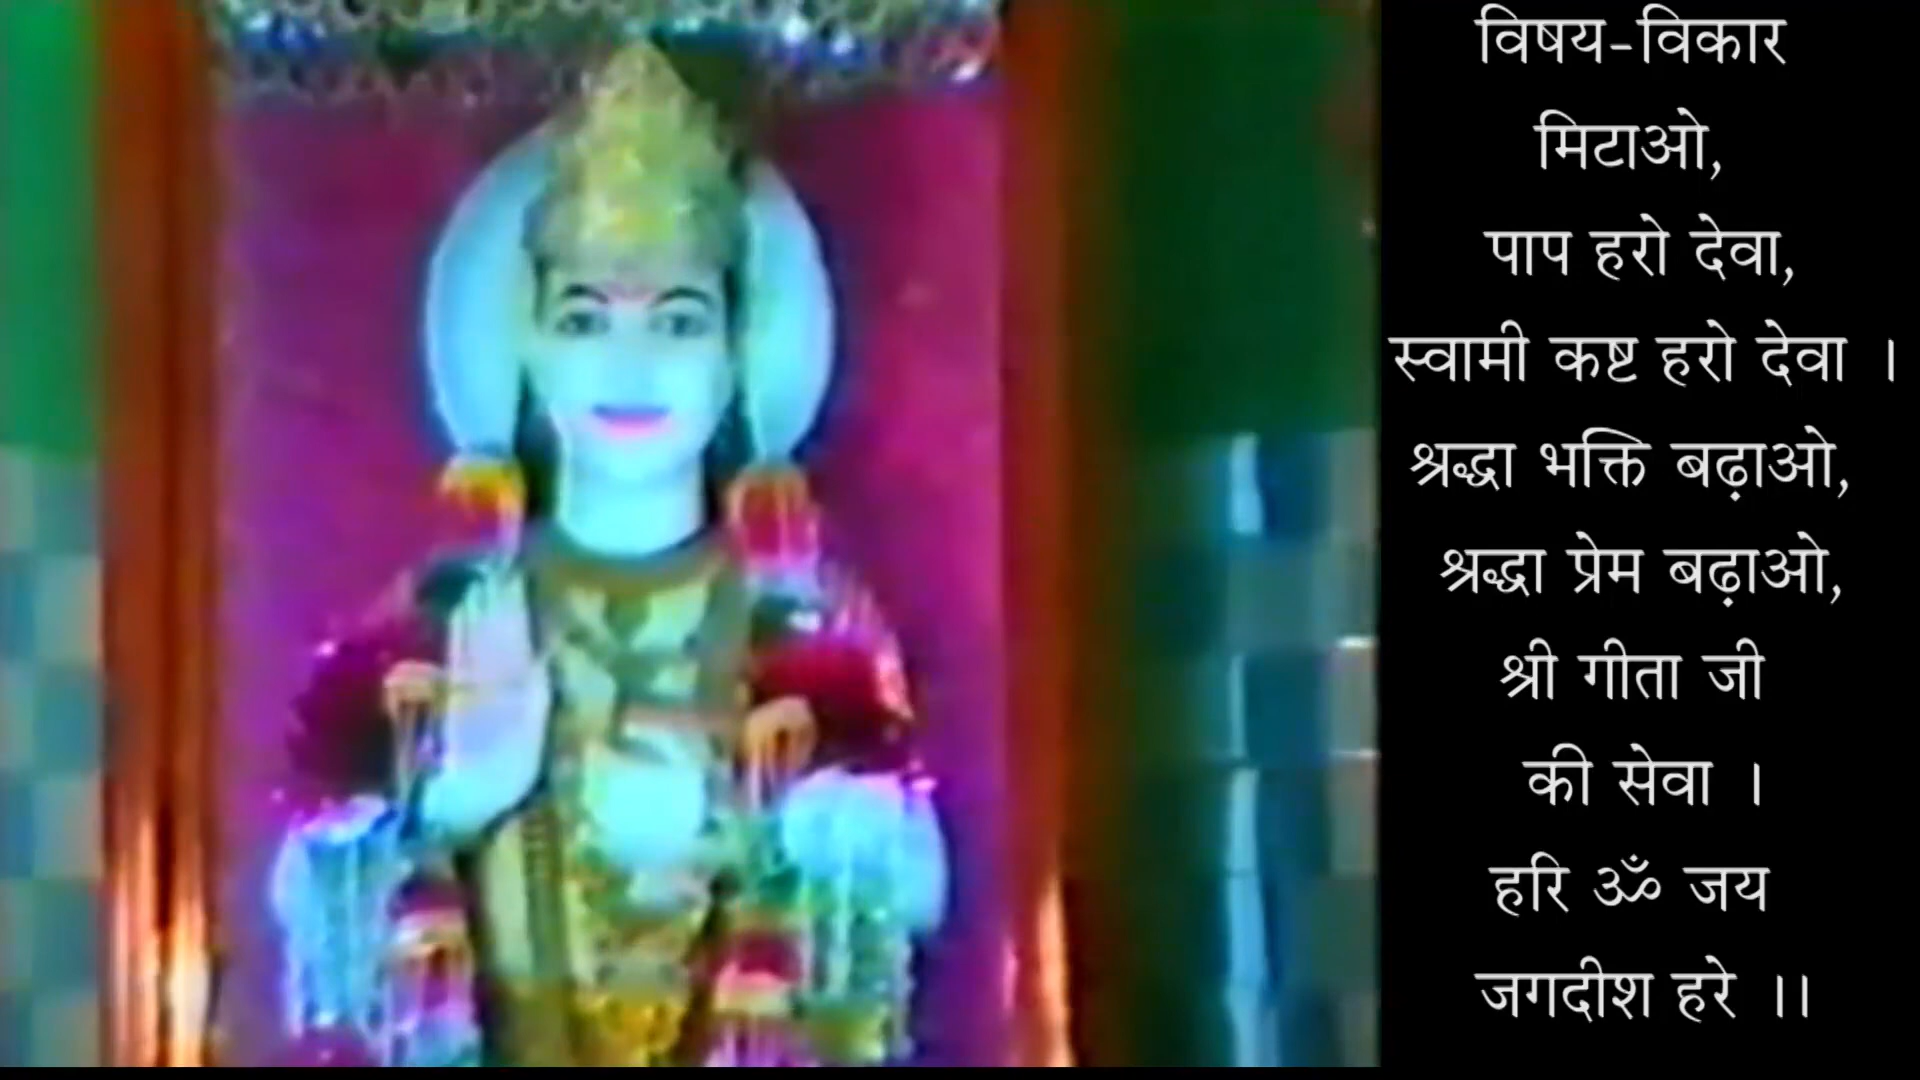 विषय-विकार
मिटाओ,
पाप हरो देवा,
स्वामी कष्ट हरो देवा ।
श्रद्धा भक्ति बढ़ाओ,
श्रद्धा प्रेम बढ़ाओ,
श्री गीता जी
की सेवा ।
हरि ॐ जय
जगदीश हरे ।।